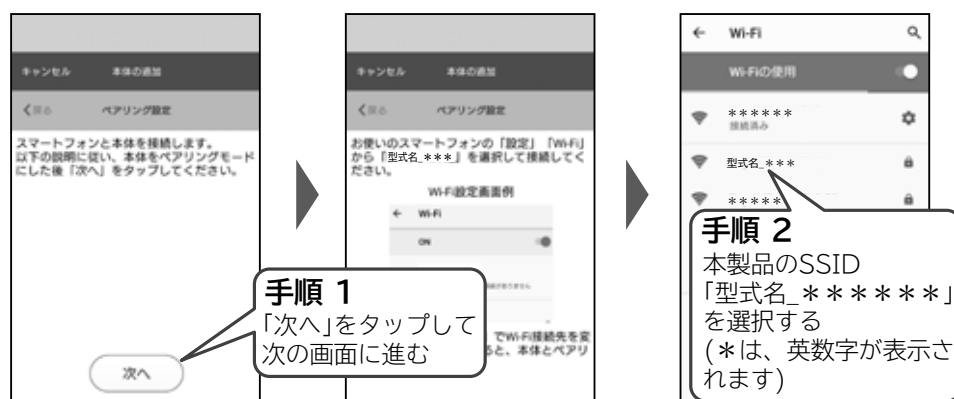 キャンセル 本体の追加
く戻る ペアリング設定
スマートフォンと本体を接続します。
以下の説明に従い、本体をペアリングモード
にした後「次へ」をタップしてください。
次へ
手順 1
「次へ」をタップして
次の画面に進む
キャンセル 本体の追加
く戻る ペアリング設定
お使いのスマートフォンの「設定」「Wi-Fi」
から「型式名_***」を選択して接続してく
ださい。
Wi-Fi設定画面例
← Wi-Fi
ON
でWi-Fi接続先を変
ると、本体とペアリ
← Wi-Fi
Wi-Fiの使用
******
接続済み
型式名_***
*****
手順 2
本製品のSSID
「型式名_******」
を選択する
(*は、英数字が表示さ
れます)